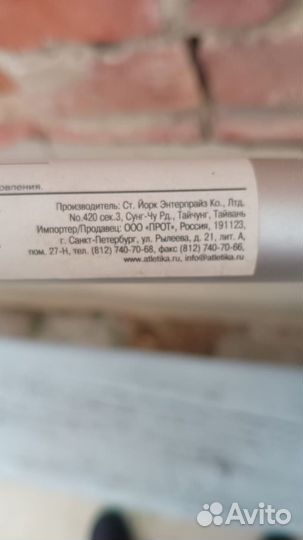 овления.
Производитель: Ст. Йорк Энтерпрайз Ко., Лтд.
No.420 сек.3, Сунг-Чу Рд., Тайчунг, Тайвань
Импортер/Продавец: ООО «ПРОТ», Россия, 191123,
г. Санкт-Петербург, ул. Рылеева, д. 21, лит. А,
пом. 27-Н, тел. (812) 740-70-68, факс (812) 740-70-66,
www.atletika.ru, info@atletika.ru
Avito